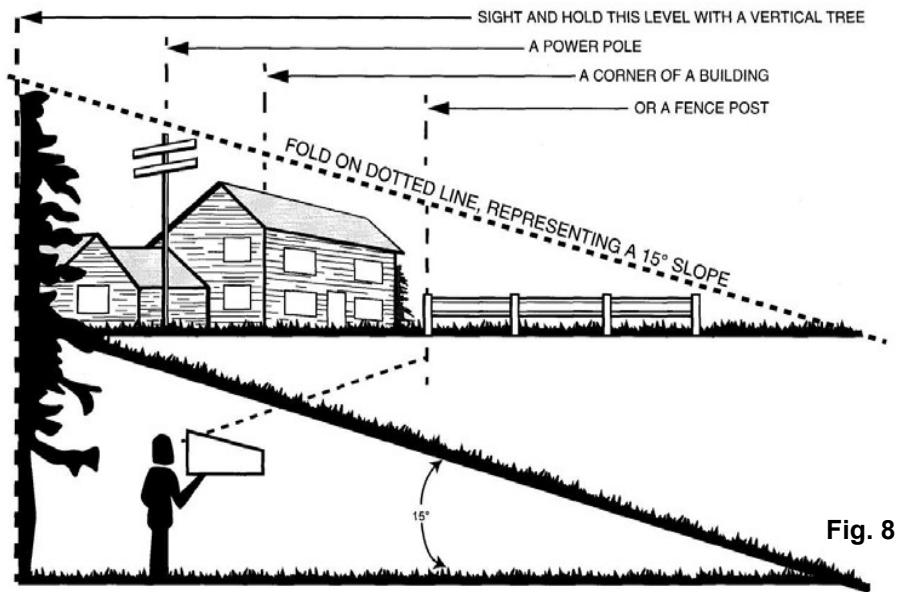 SIGHT AND HOLD THIS LEVEL WITH A VERTICAL TREE
A POWER POLE
A CORNER OF A BUILDING
OR A FENCE POST
FOLD ON DOTTED LINE, REPRESENTING A 15° SLOPE
15°
Fig. 8